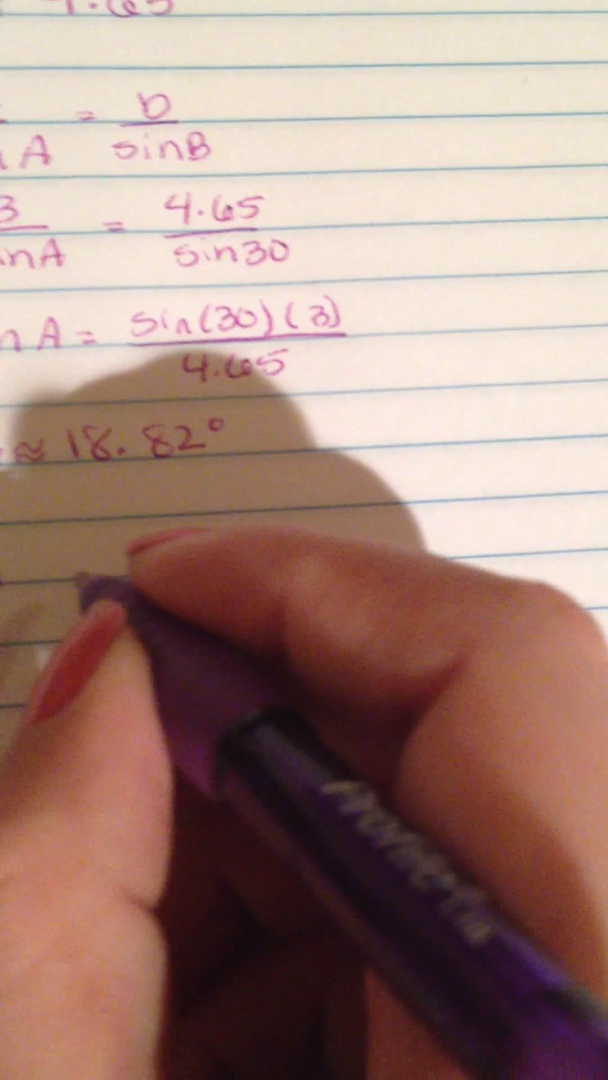 4.65
A = b
sinB
3 = 4.65
nA sin30
n A = sin(30)(3)
4.65
≈ 18.82°